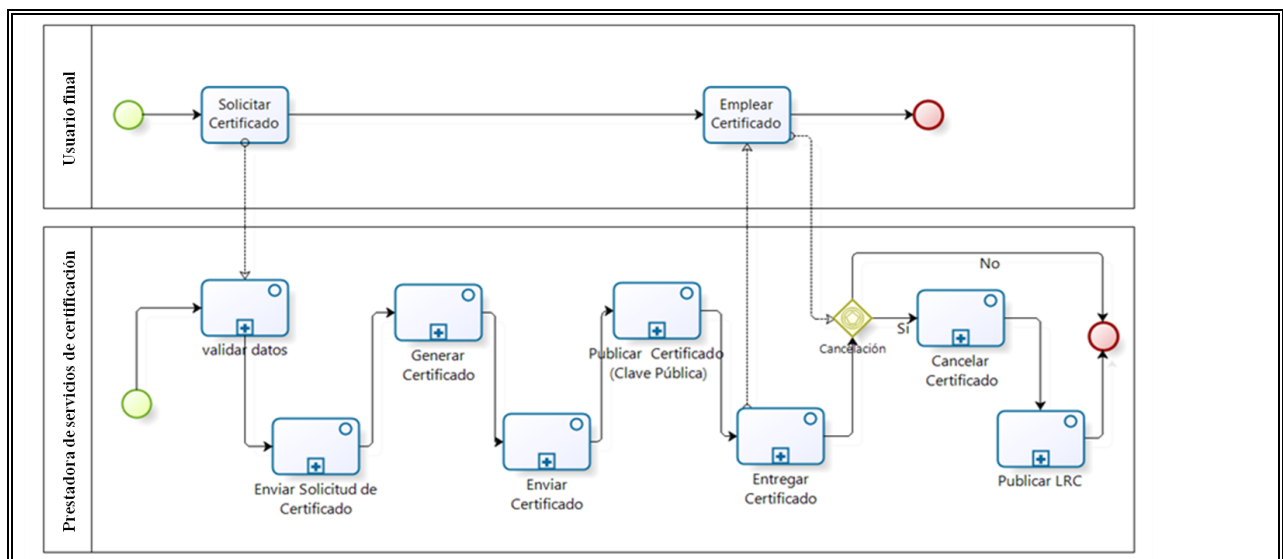 Usuario final
Solicitar
Certificado
Emplear
Certificado
Prestadora de servicios de certificación
validar datos
Enviar Solicitud de
Certificado
Generar
Certificado
Enviar
Certificado
Publicar Certificado
(Clave Pública)
Entregar
Certificado
Cancelación
No
Sí
Cancelar
Certificado
Publicar LRC